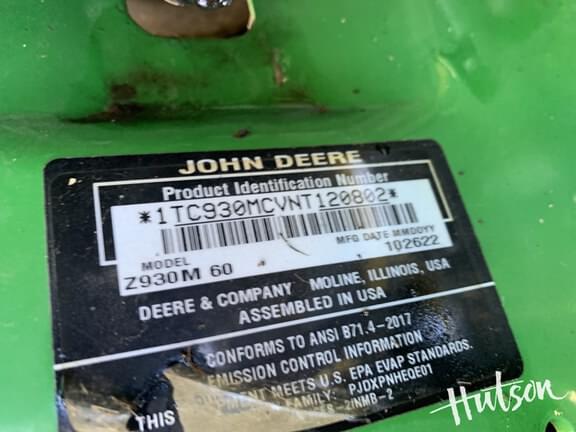 JOHN DEERE
Product Identification Number
*1TC930MCVNT120802*
MODEL
MFG DATE MMDDYY
Z930M 60
102622
DEERE & COMPANY MOLINE, ILLINOIS, USA
ASSEMBLED IN USA
CONFORMS TO ANSI B71.4-2017
EMISSION CONTROL INFORMATION
MEETS U.S. EPA EVAP STANDARDS.
THIS
FAMILY: PJDXPNHEQE01
Hutson